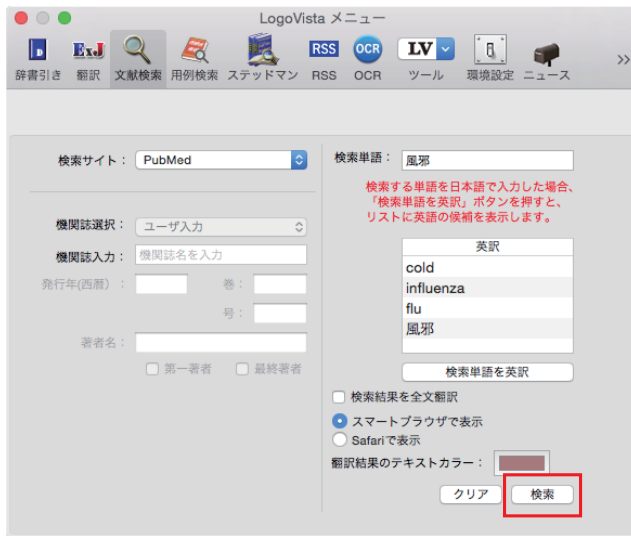 LogoVista メニュー
RSS OCR LV
辞書引き 翻訳 文献検索 用例検索 ステッドマン RSS OCR ツール 環境設定 ニュース
検索サイト： PubMed
機関誌選択： ユーザ入力
機関誌入力： 機関誌名を入力
発行年(西暦)： 巻：
号：
著者名：
第一著者 最終著者
検索単語： 風邪
検索する単語を日本語で入力した場合、
「検索単語を英訳」ボタンを押すと、
リストに英語の候補を表示します。
英訳
cold
influenza
flu
風邪
検索単語を英訳
検索結果を全文翻訳
スマートブラウザで表示
Safariで表示
翻訳結果のテキストカラー：
クリア 検索